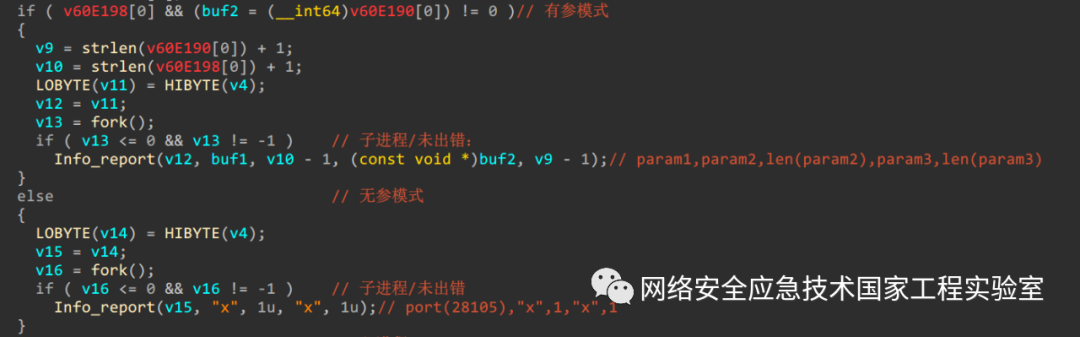 if ( v60E198[0] && (buf2 = (__int64)v60E190[0]) != 0 )// 有参模式
{
v9 = strlen(v60E190[0]) + 1;
v10 = strlen(v60E198[0]) + 1;
LOBYTE(v11) = HIBYTE(v4);
v12 = v11;
v13 = fork();
if ( v13 <= 0 && v13 != -1 ) // 子进程/未出错:
Info_report(v12, buf1, v10 - 1, (const void *)buf2, v9 - 1);// param1,param2,len(param2),param3,len(param3)
}
else // 无参模式
{
LOBYTE(v14) = HIBYTE(v4);
v15 = v14;
v16 = fork();
if ( v16 <= 0 && v16 != -1 ) // 子进程/未出错
Info_report(v15, "x", 1u, "x", 1u);// port(28105),"x",1,"x",1
}
网络安全应急技术国家工程实验室